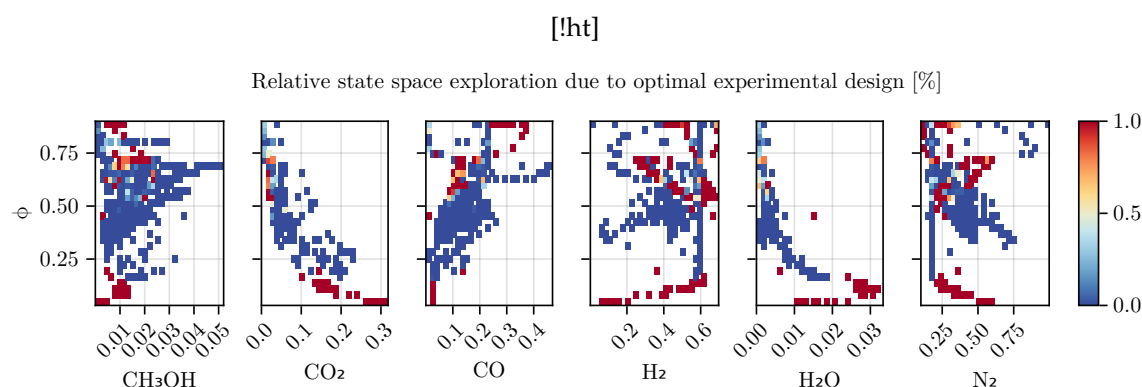 [!ht]
Relative state space exploration due to optimal experimental design [%]
ϕ
0.75
0.50
0.25
0.01 0.02 0.03 0.04 0.05
CH₃OH
0.0 0.1 0.2 0.3
CO₂
0.1 0.2 0.3 0.4
CO
0.2 0.4 0.6
H₂
0.00 0.01 0.02 0.03
H₂O
0.25 0.50 0.75
N₂
1.0
0.5
0.0